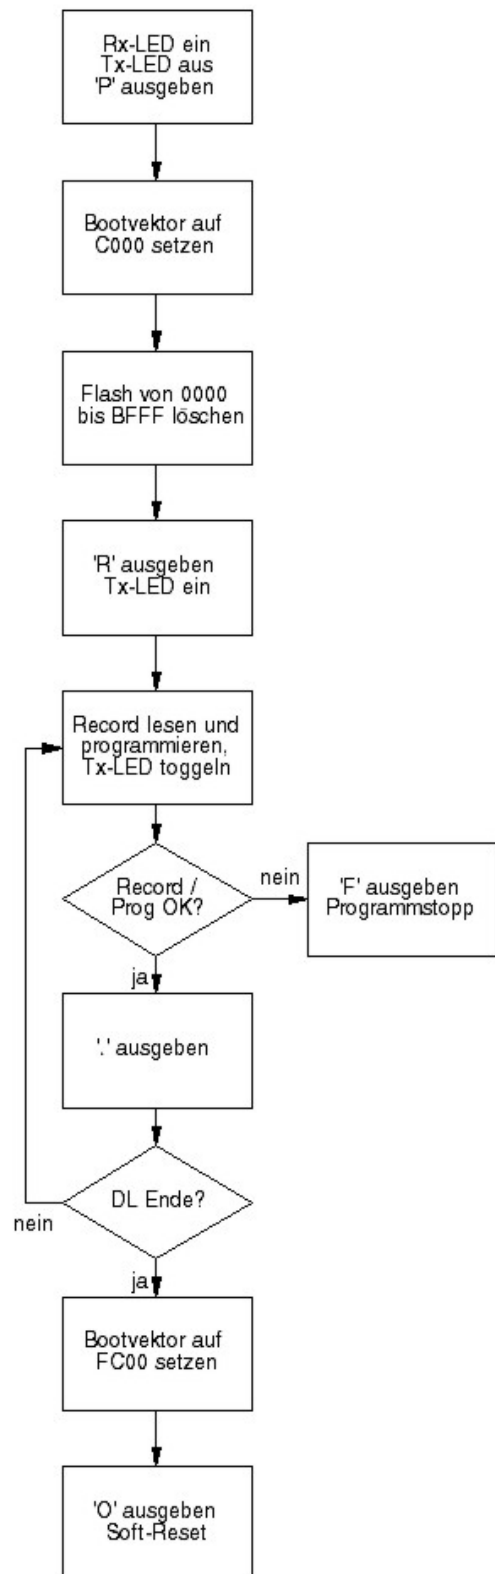 Rx-LED ein
Tx-LED aus
'P' ausgeben
Bootvektor auf
C000 setzen
Flash von 0000
bis BFFF löschen
'R' ausgeben
Tx-LED ein
Record lesen und
programmieren,
Tx-LED toggeln
Record /
Prog OK?
nein
'F' ausgeben
Programmstopp
ja
'.' ausgeben
DL Ende?
nein
ja
Bootvektor auf
FC00 setzen
'O' ausgeben
Soft-Reset